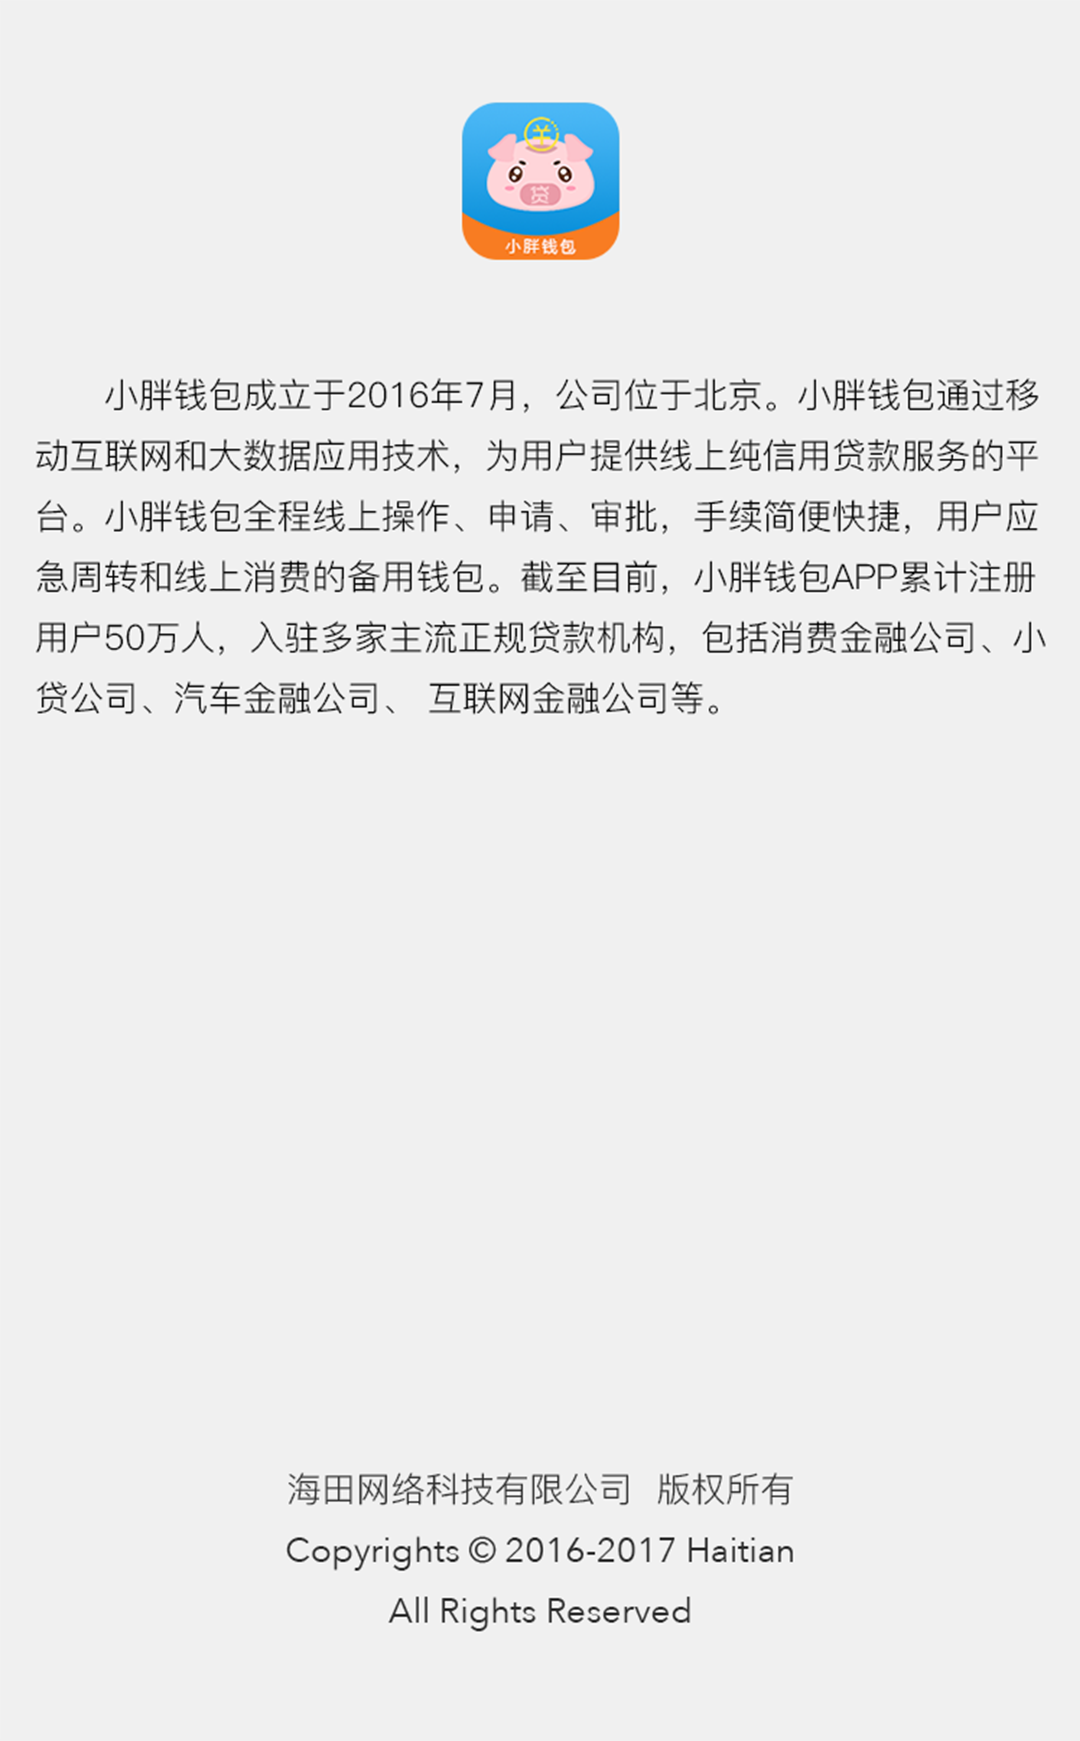 贷
小胖钱包
小胖钱包成立于2016年7月，公司位于北京。小胖钱包通过移
动互联网和大数据应用技术，为用户提供线上纯信用贷款服务的平
台。小胖钱包全程线上操作、申请、审批，手续简便快捷，用户应
急周转和线上消费的备用钱包。截至目前，小胖钱包APP累计注册
用户50万人，入驻多家主流正规贷款机构，包括消费金融公司、小
贷公司、汽车金融公司、 互联网金融公司等。
海田网络科技有限公司 版权所有
Copyrights © 2016-2017 Haitian
All Rights Reserved